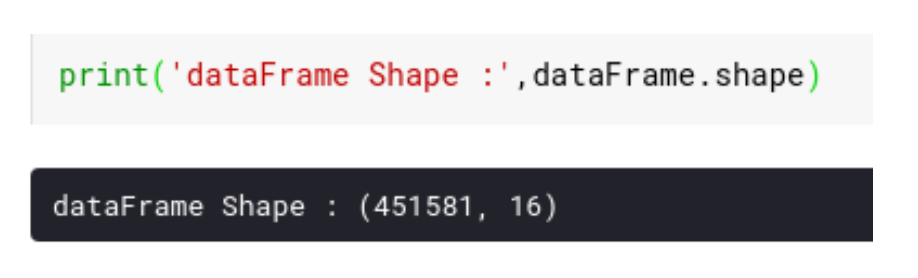 print('dataFrame Shape :',dataFrame.shape)
dataFrame Shape : (451581, 16)